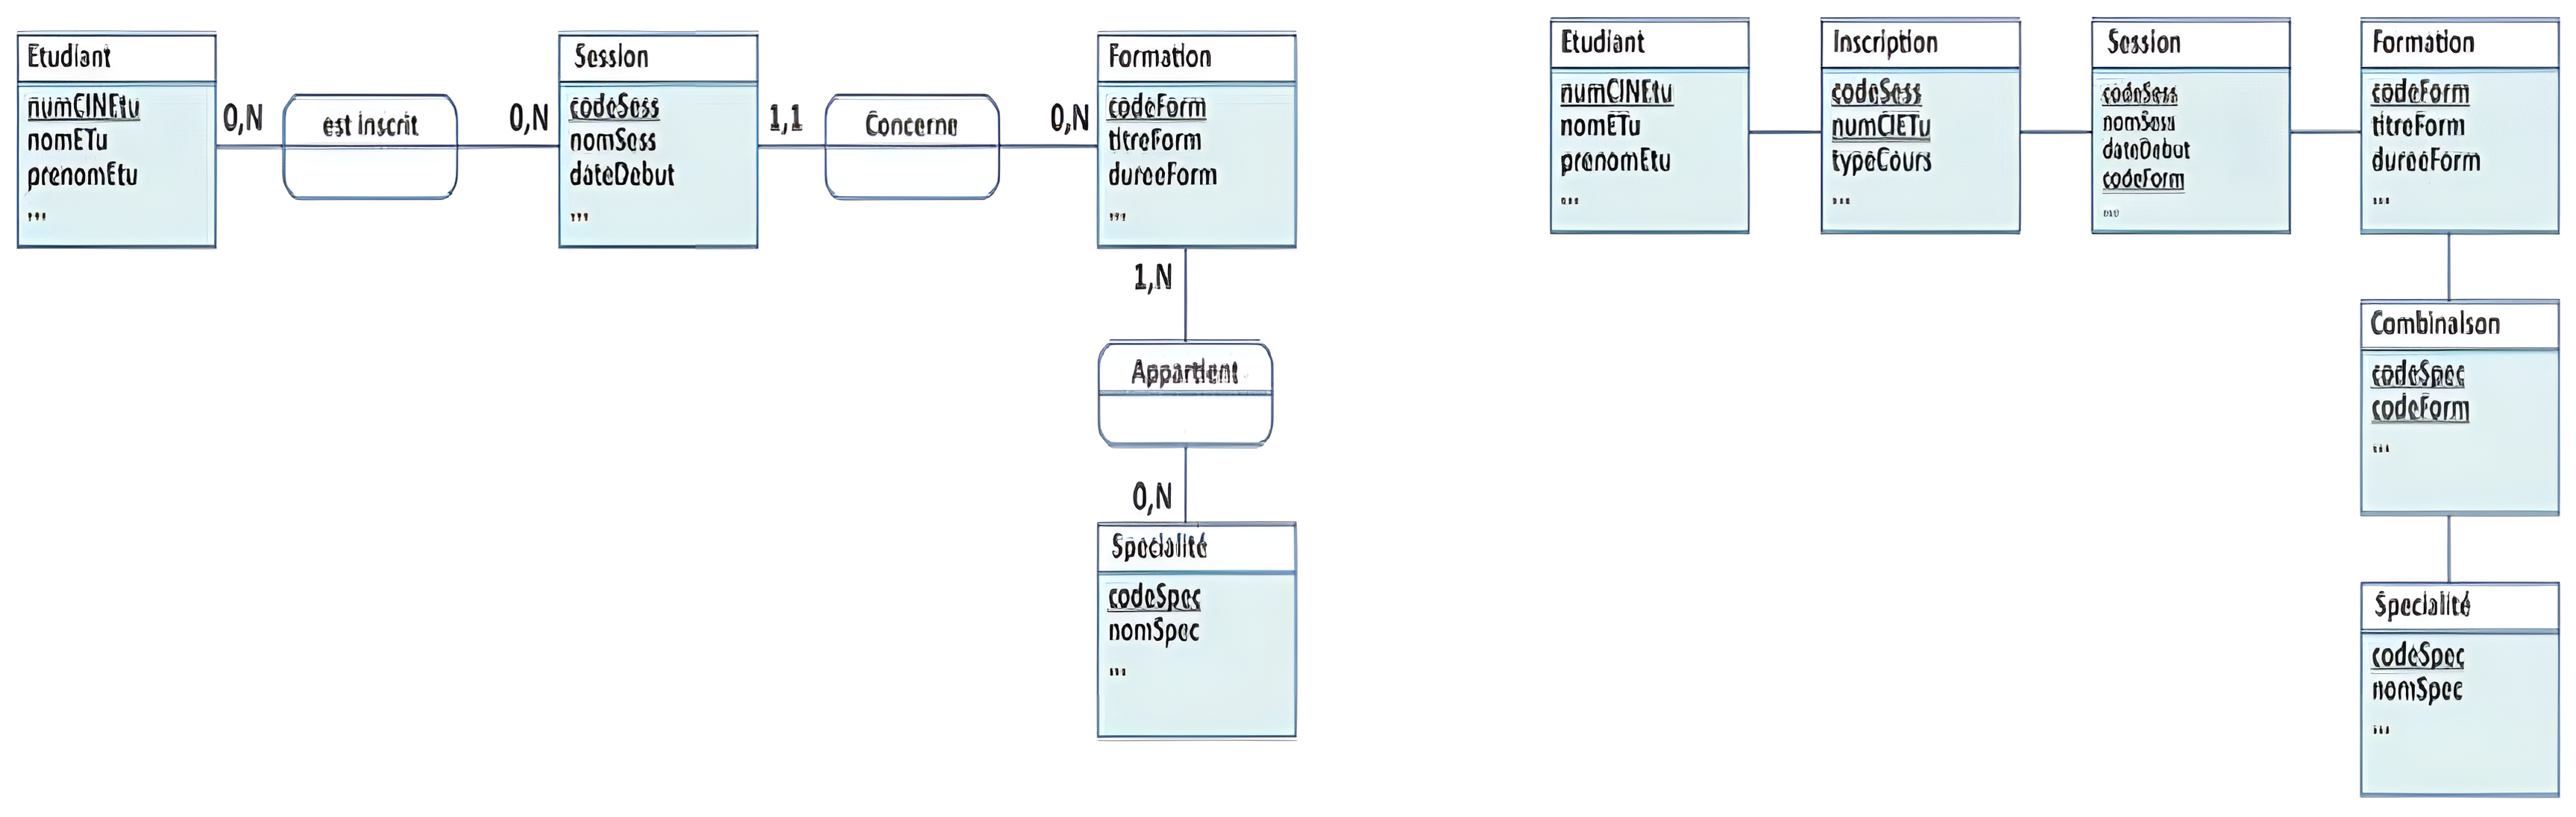 Etudiant
numCINEtu
nomETu
prenomEtu
...
0,N
est inscrit
0,N
Session
codeSess
nomSess
dateDebut
...
1,1
Concerne
0,N
Formation
codeForm
titreForm
dureeForm
...
1,N
Appartient
0,N
Specialité
codeSpec
nomSpec
...
Etudiant
numCINEtu
nomETu
prenomEtu
...
Inscription
codeSess
numCIETu
typeCours
...
Session
codeSess
nomSess
dateDebut
codeForm
...
Formation
codeForm
titreForm
dureeForm
...
Combinaison
codeSpec
codeForm
...
Specialité
codeSpec
nomSpec
...